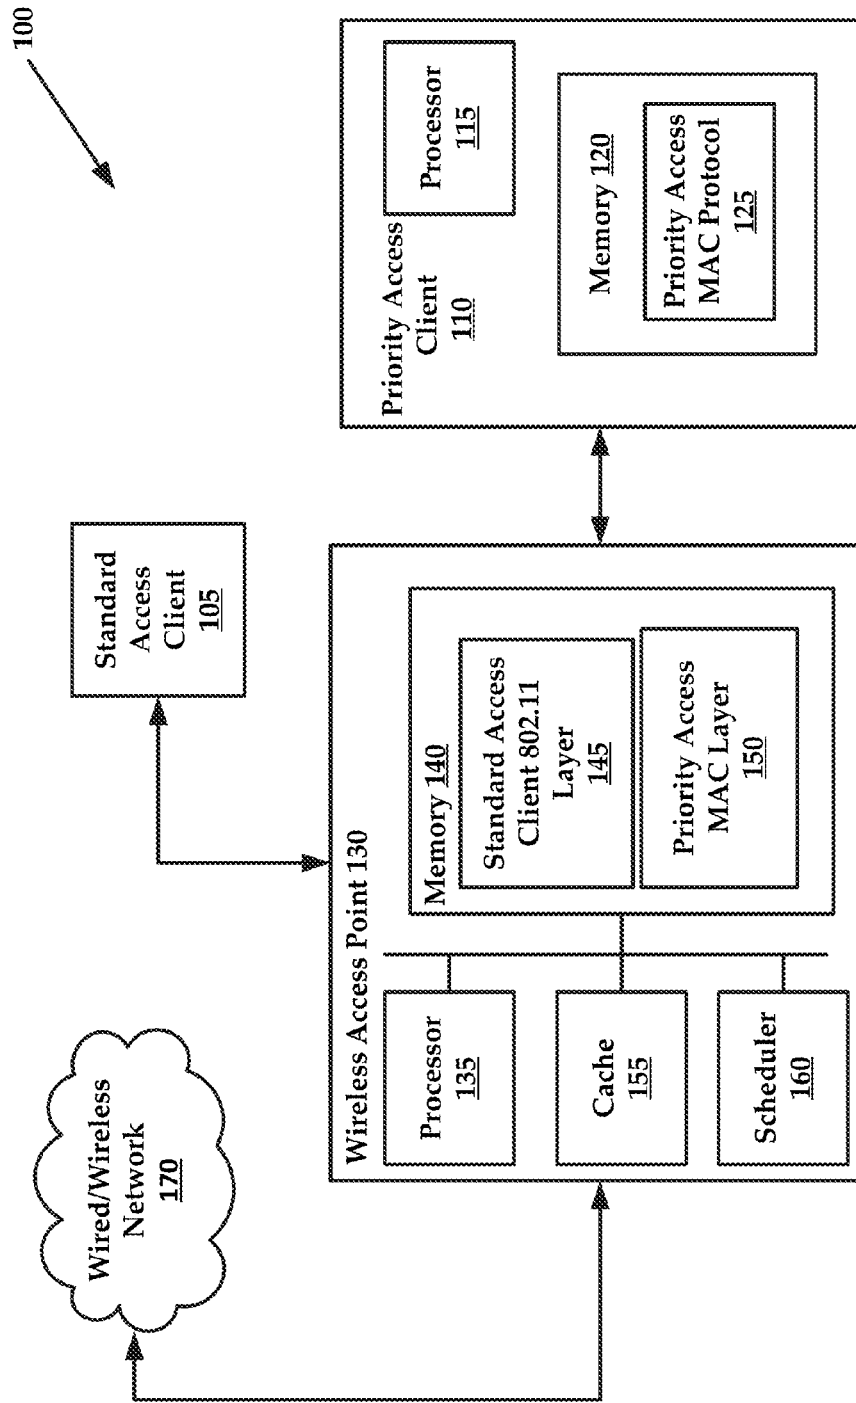 100
Wired/Wireless
Network
170
Standard
Access
Client
105
Wireless Access Point 130
Processor
135
Cache
155
Scheduler
160
Memory 140
Standard Access
Client 802.11
Layer
145
Priority Access
MAC Layer
150
Priority Access
Client
110
Processor
115
Memory 120
Priority Access
MAC Protocol
125